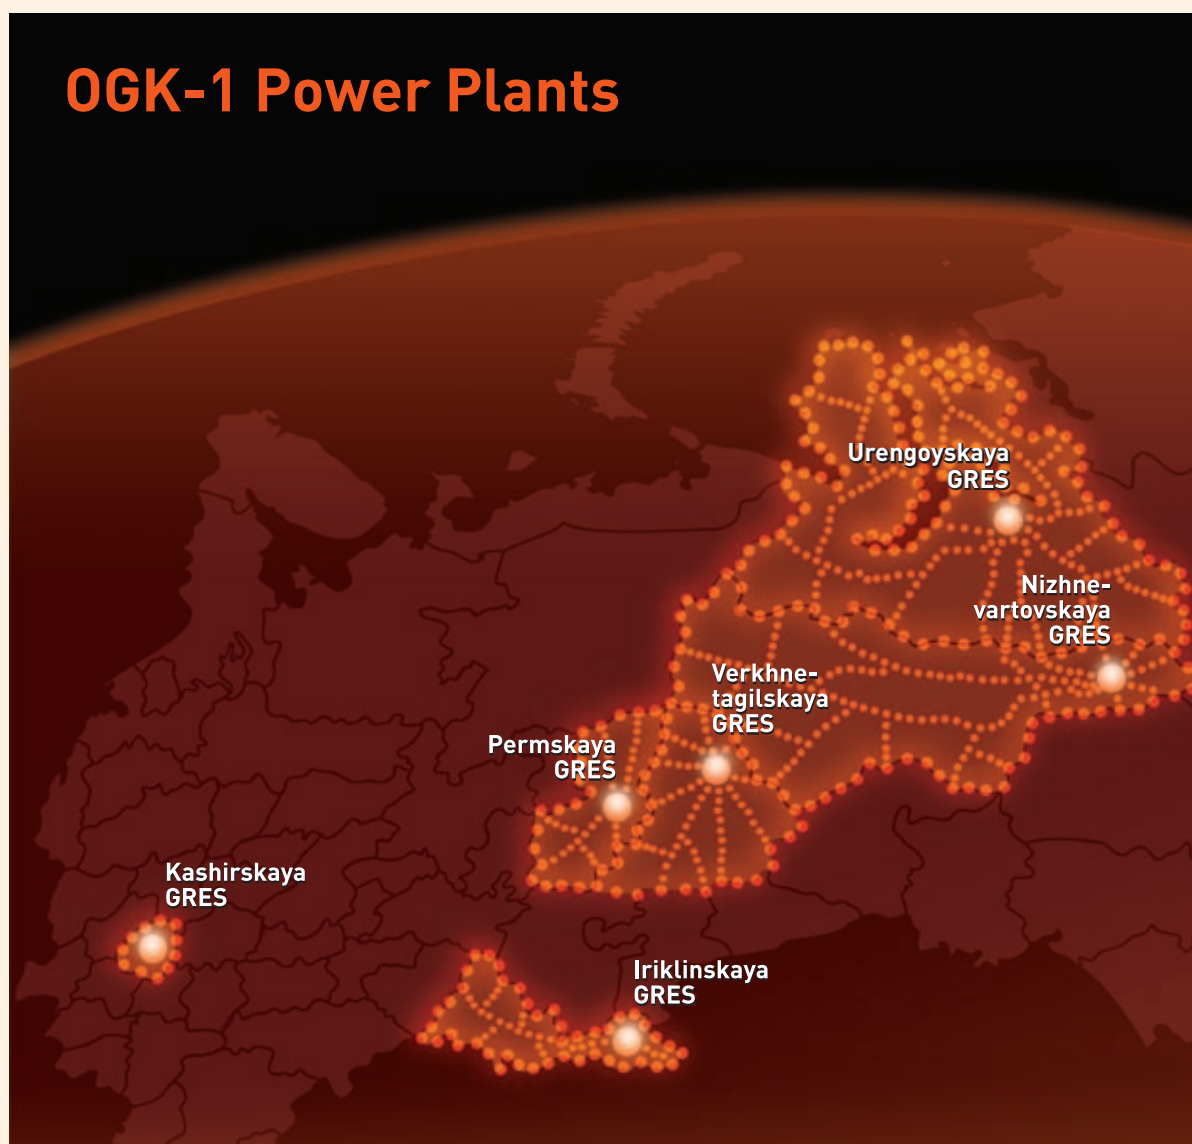 OGK-1 Power Plants
Urengoyskaya
GRES
Nizhne-
vartovskaya
GRES
Verkhne-
tagilskaya
GRES
Permskaya
GRES
Kashirskaya
GRES
Iriklinskaya
GRES